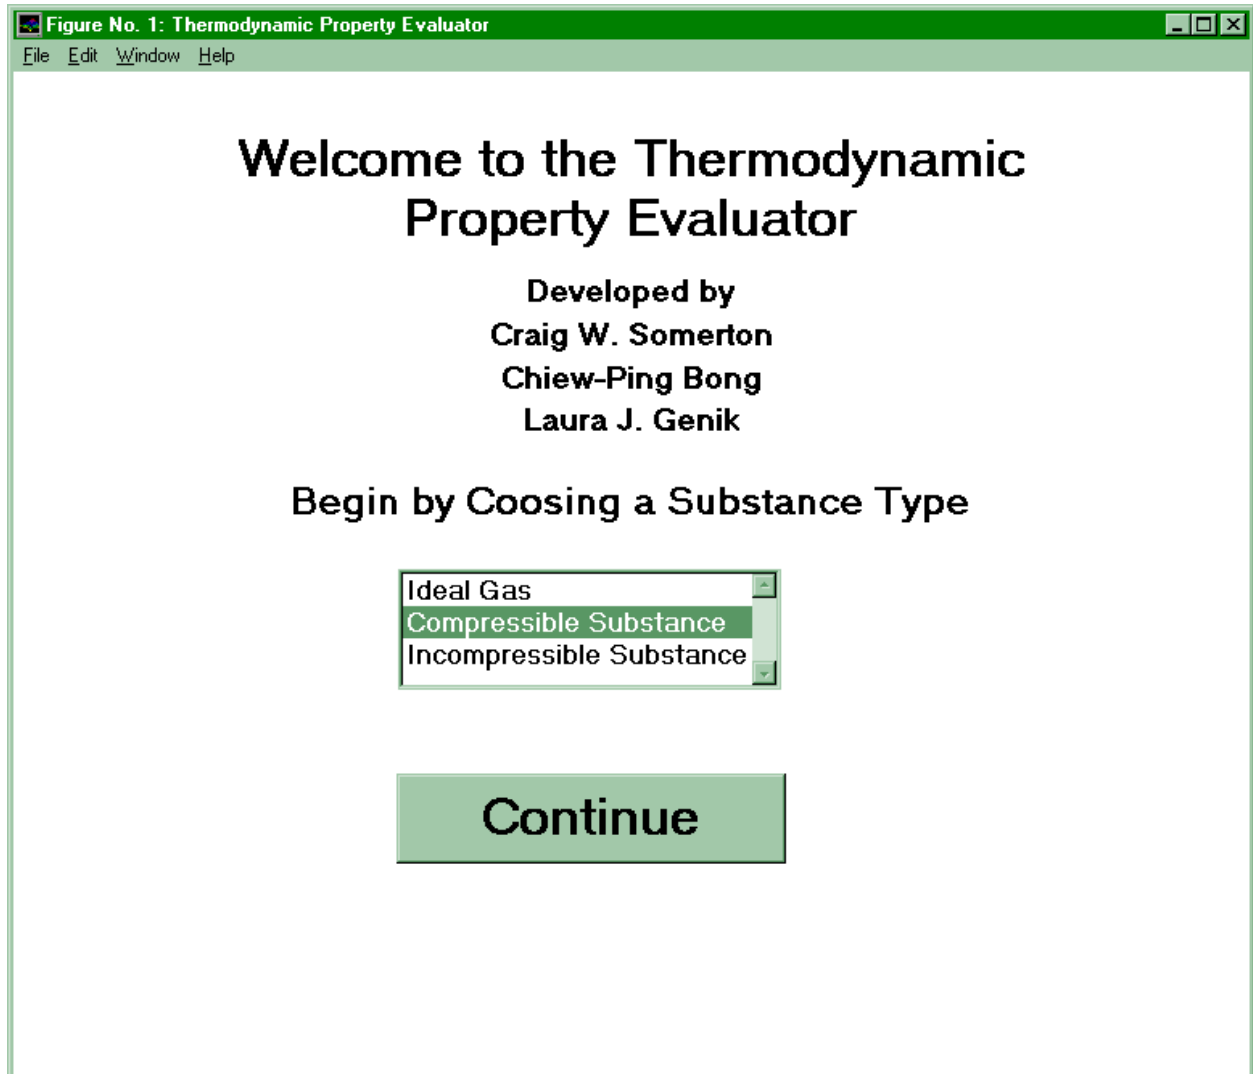 Figure No. 1: Thermodynamic Property Evaluator
File Edit Window Help
Welcome to the Thermodynamic
Property Evaluator
Developed by
Craig W. Somerton
Chiew-Ping Bong
Laura J. Genik
Begin by Coosing a Substance Type
Ideal Gas
Compressible Substance
Incompressible Substance
Continue